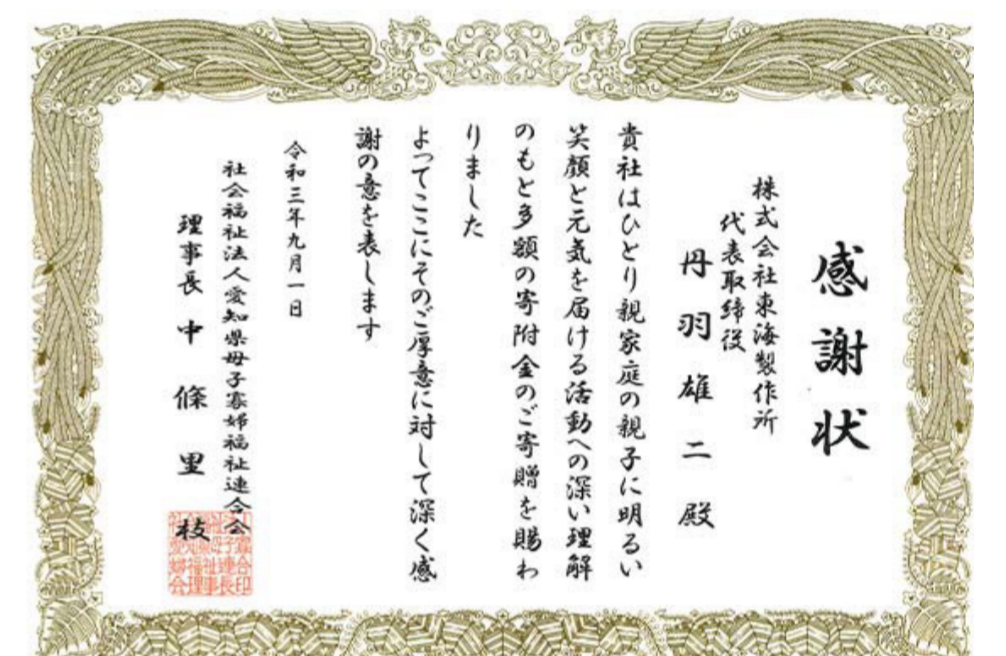 感謝状
株式会社東海製作所
代表取締役
丹羽雄二殿
貴社はひとり親家庭の親子に明るい
笑顔と元気を届ける活動への深い理解
のもと多額の寄附金のご寄贈を賜わ
りました
よってここにそのご厚意に対して深く感
謝の意を表します
令和三年九月一日
社会福祉法人愛知県母子寡婦福祉連合会
理事長中條里枝